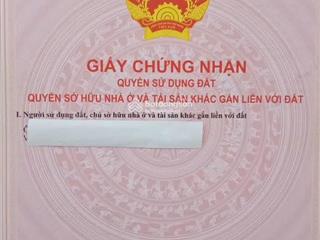 GIẤY CHỨNG NHẬN
QUYỀN SỬ DỤNG ĐẤT
QUYỀN SỞ HỮU NHÀ Ở VÀ TÀI SẢN KHÁC GẮN LIỀN VỚI ĐẤT
I. Người sử dụng đất, chủ sở hữu nhà ở và tài sản khác gắn liền với đất